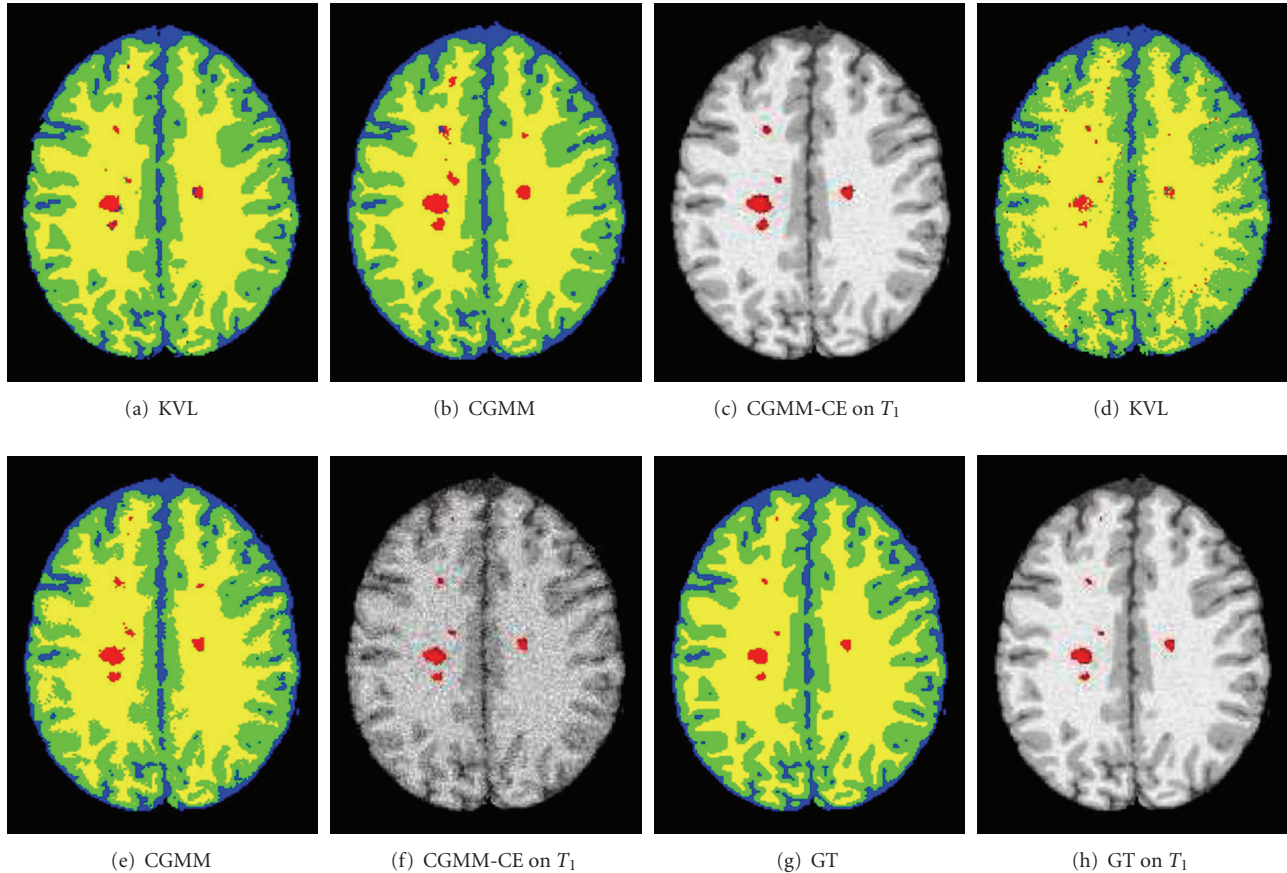 (a) KVL
(b) CGMM
(c) CGMM-CE on T1
(d) KVL
(e) CGMM
(f) CGMM-CE on T1
(g) GT
(h) GT on T1